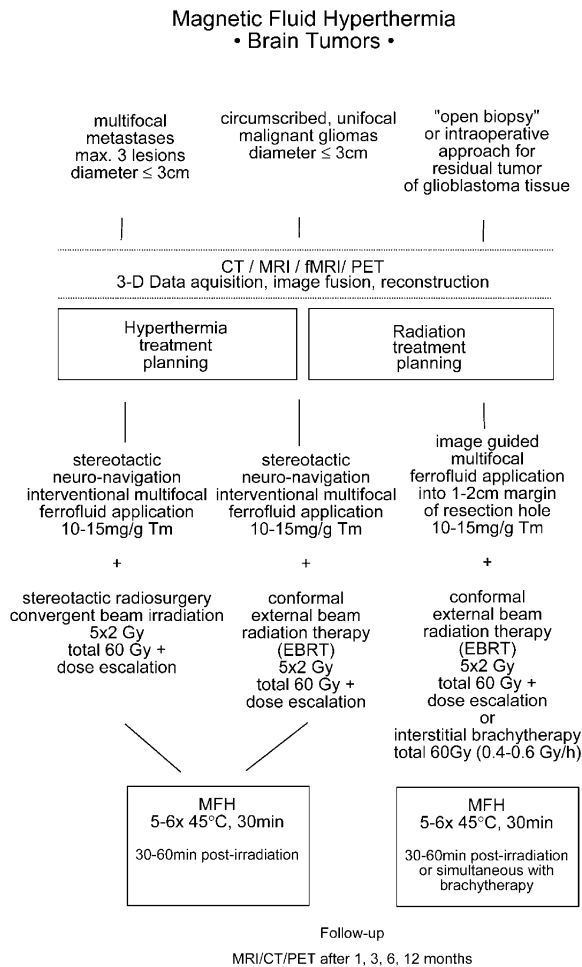 Magnetic Fluid Hyperthermia
• Brain Tumors •
multifocal
metastases
max. 3 lesions
diameter ≤ 3cm
circumscribed, unifocal
malignant gliomas
diameter ≤ 3cm
"open biopsy"
or intraoperative
approach for
residual tumor
of glioblastoma tissue
CT / MRI / fMRI/ PET
3-D Data aquisition, image fusion, reconstruction
Hyperthermia
treatment
planning
Radiation
treatment
planning
stereotactic
neuro-navigation
interventional multifocal
ferrofluid application
10-15mg/g Tm
+
stereotactic radiosurgery
convergent beam irradiation
5x2 Gy
total 60 Gy +
dose escalation
stereotactic
neuro-navigation
interventional multifocal
ferrofluid application
10-15mg/g Tm
+
conformal
external beam
radiation therapy
(EBRT)
5x2 Gy
total 60 Gy +
dose escalation
image guided
multifocal
ferrofluid application
into 1-2cm margin
of resection hole
10-15mg/g Tm
+
conformal
external beam
radiation therapy
(EBRT)
5x2 Gy
total 60 Gy +
dose escalation
or
interstitial brachytherapy
total 60Gy (0.4-0.6 Gy/h)
MFH
5-6x 45°C, 30min
30-60min post-irradiation
MFH
5-6x 45°C, 30min
30-60min post-irradiation
or simultaneous with
brachytherapy
Follow-up
MRI/CT/PET after 1, 3, 6, 12 months